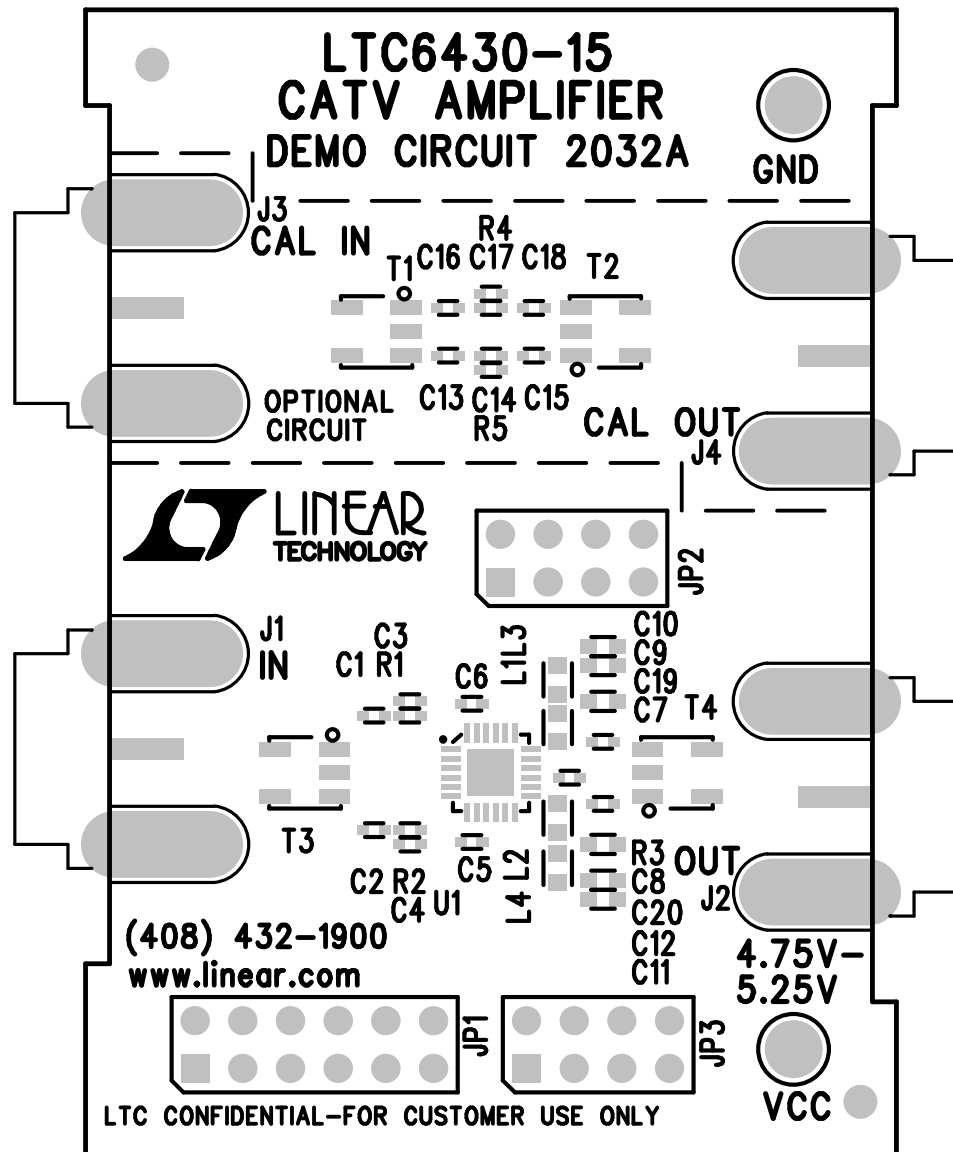 LTC6430-15
CATV AMPLIFIER
DEMO CIRCUIT 2032A
GND
J3
CAL IN
R4
C16 C17 C18
T1
T2
C13 C14 C15
R5
OPTIONAL
CIRCUIT
CAL OUT
J4
LINEAR
TECHNOLOGY
JP2
J1
IN
C3
C1 R1
C6
L1 L3
C10
C9
C19
C7
T4
T3
C2 R2
C4
U1
C5
L4 L2
R3
C8
C20
C12
C11
OUT
J2
(408) 432-1900
www.linear.com
4.75V-
5.25V
JP1
JP3
VCC
LTC CONFIDENTIAL-FOR CUSTOMER USE ONLY